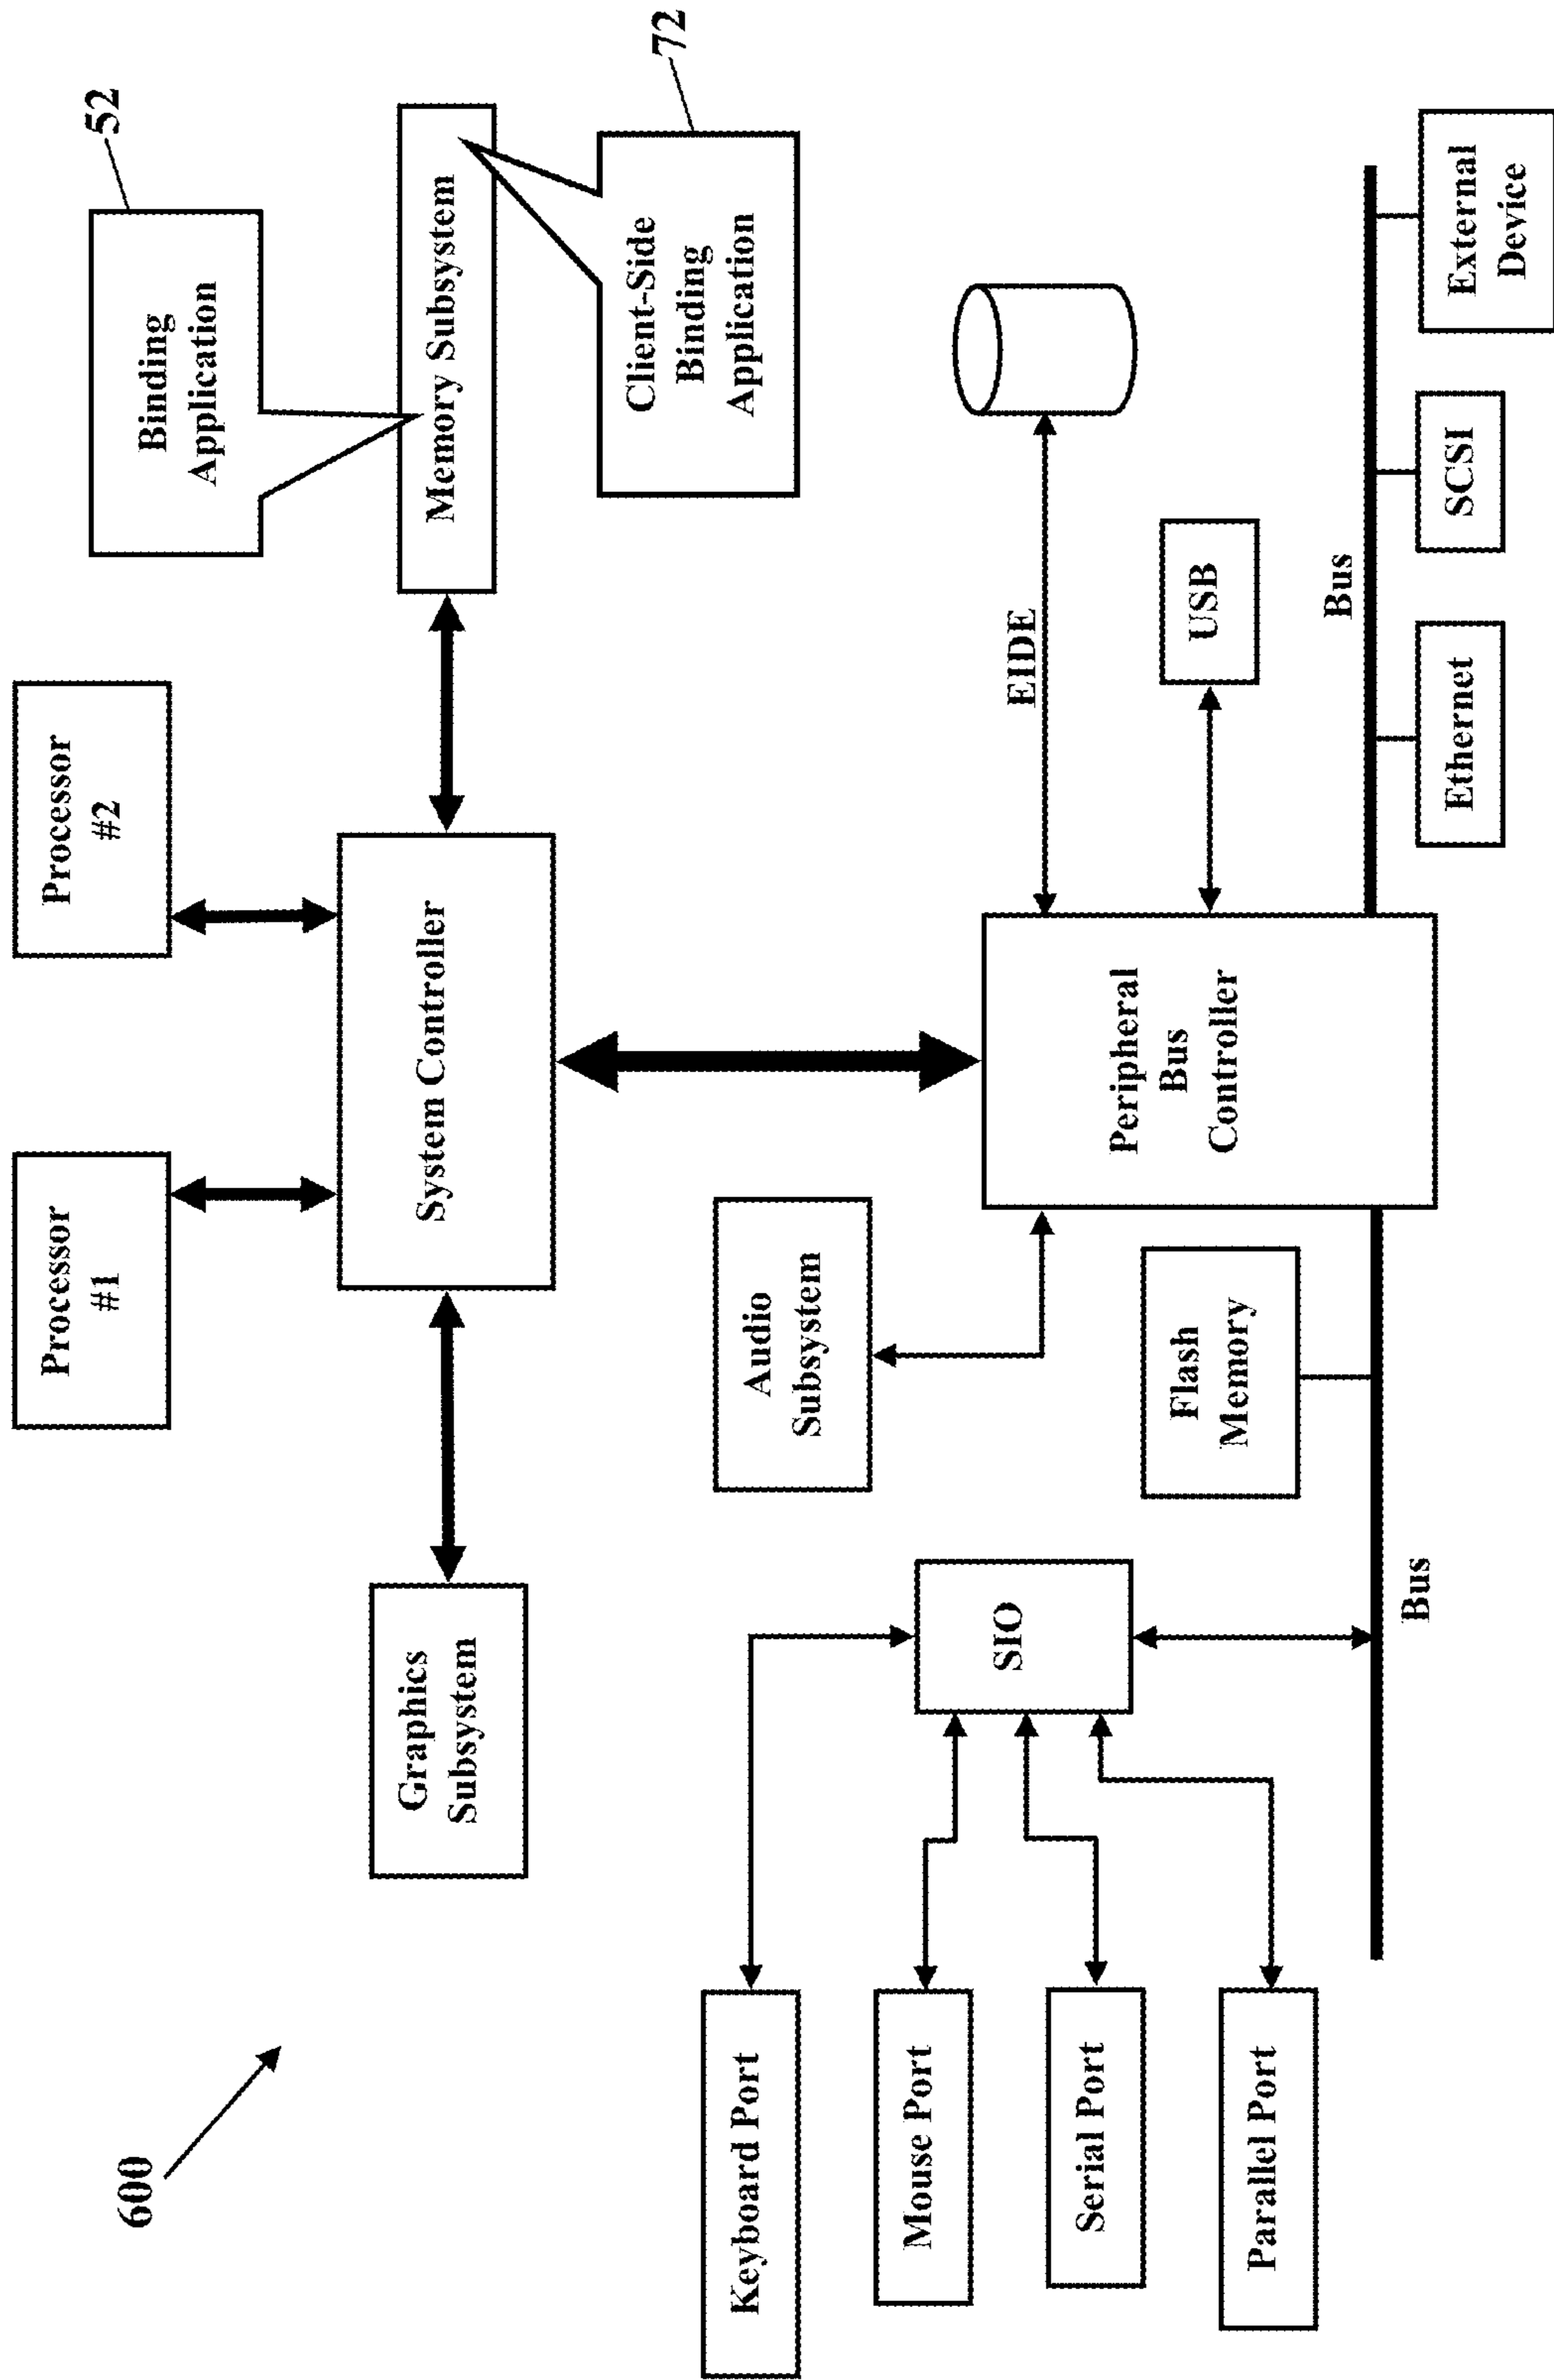 600
52
72
Processor
#1
Processor
#2
Binding
Application
Graphics
Subsystem
System Controller
Memory Subsystem
Client-Side
Binding
Application
Keyboard Port
Mouse Port
Serial Port
Parallel Port
SIO
Audio
Subsystem
Flash
Memory
Peripheral
Bus
Controller
EIDE
USB
Bus
Bus
Ethernet
SCSI
External
Device